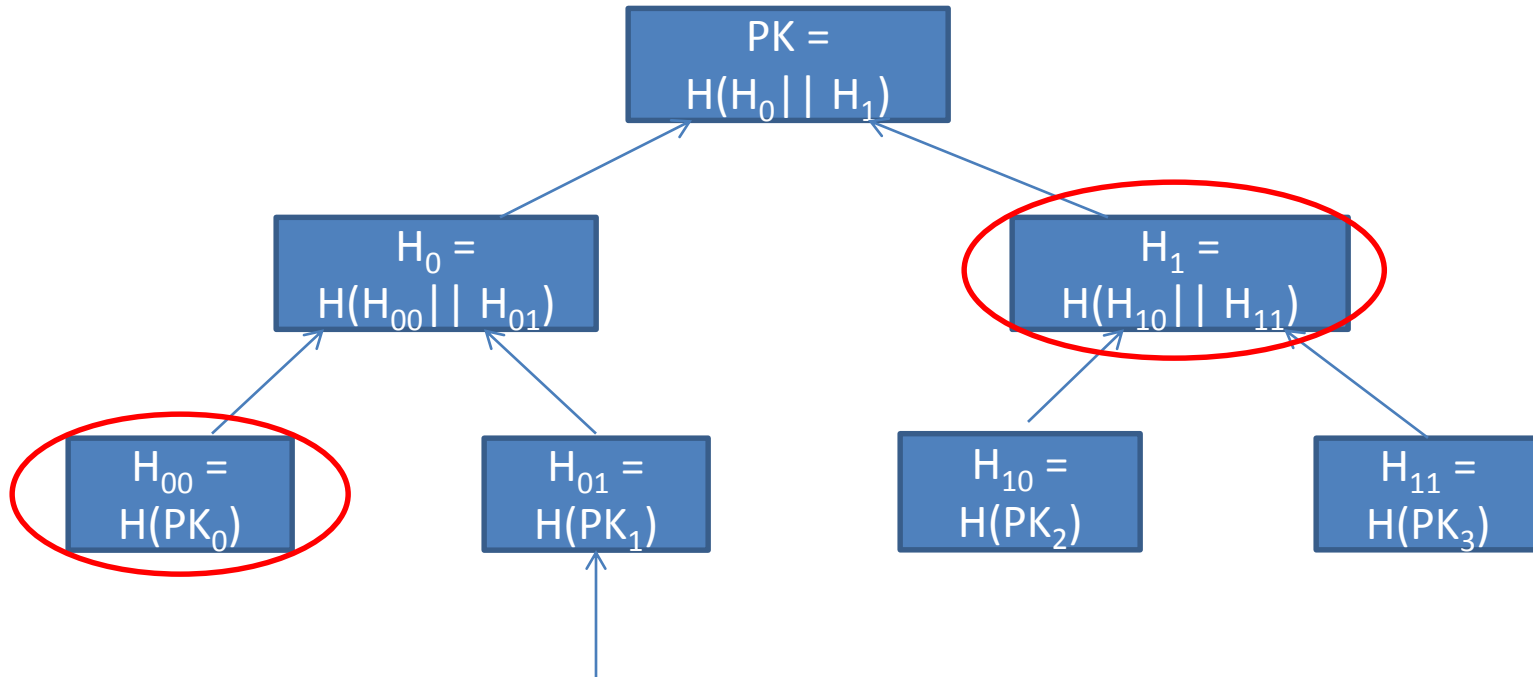 PK =
H(H₀|| H₁)
H₀ =
H(H₀₀|| H₀₁)
H₁ =
H(H₁₀|| H₁₁)
H₀₀ =
H(PK₀)
H₀₁ =
H(PK₁)
H₁₀ =
H(PK₂)
H₁₁ =
H(PK₃)